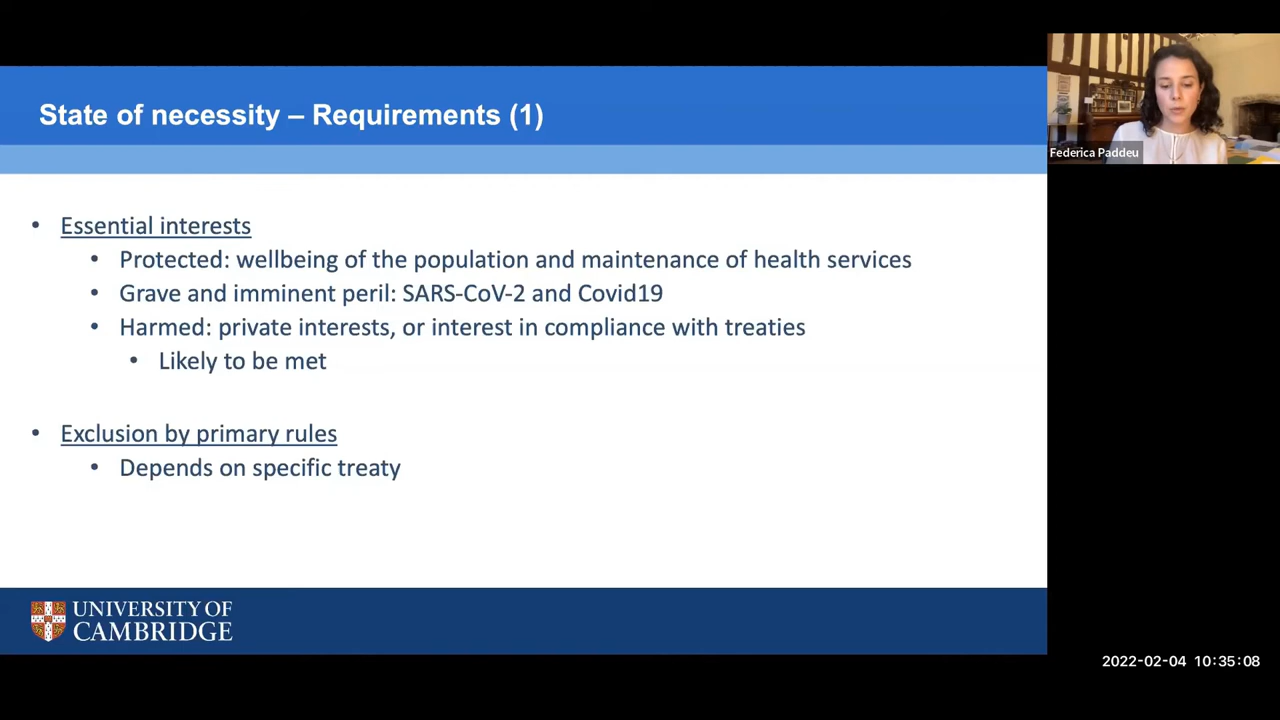 State of necessity – Requirements (1)
Federica Paddeu
• Essential interests
• Protected: wellbeing of the population and maintenance of health services
• Grave and imminent peril: SARS-CoV-2 and Covid19
• Harmed: private interests, or interest in compliance with treaties
• Likely to be met
• Exclusion by primary rules
• Depends on specific treaty
UNIVERSITY OF
CAMBRIDGE
2022-02-04 10:35:08